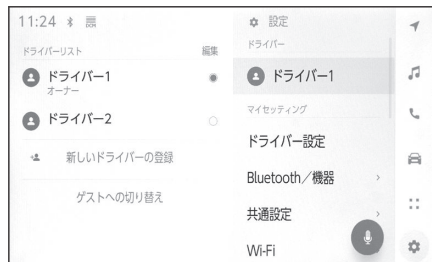 11:24
ドライバーリスト
編集
ドライバー1
オーナー
ドライバー2
新しいドライバーの登録
ゲストへの切り替え
設定
ドライバー
ドライバー1
マイセッティング
ドライバー設定
Bluetooth／機器
共通設定
Wi-Fi